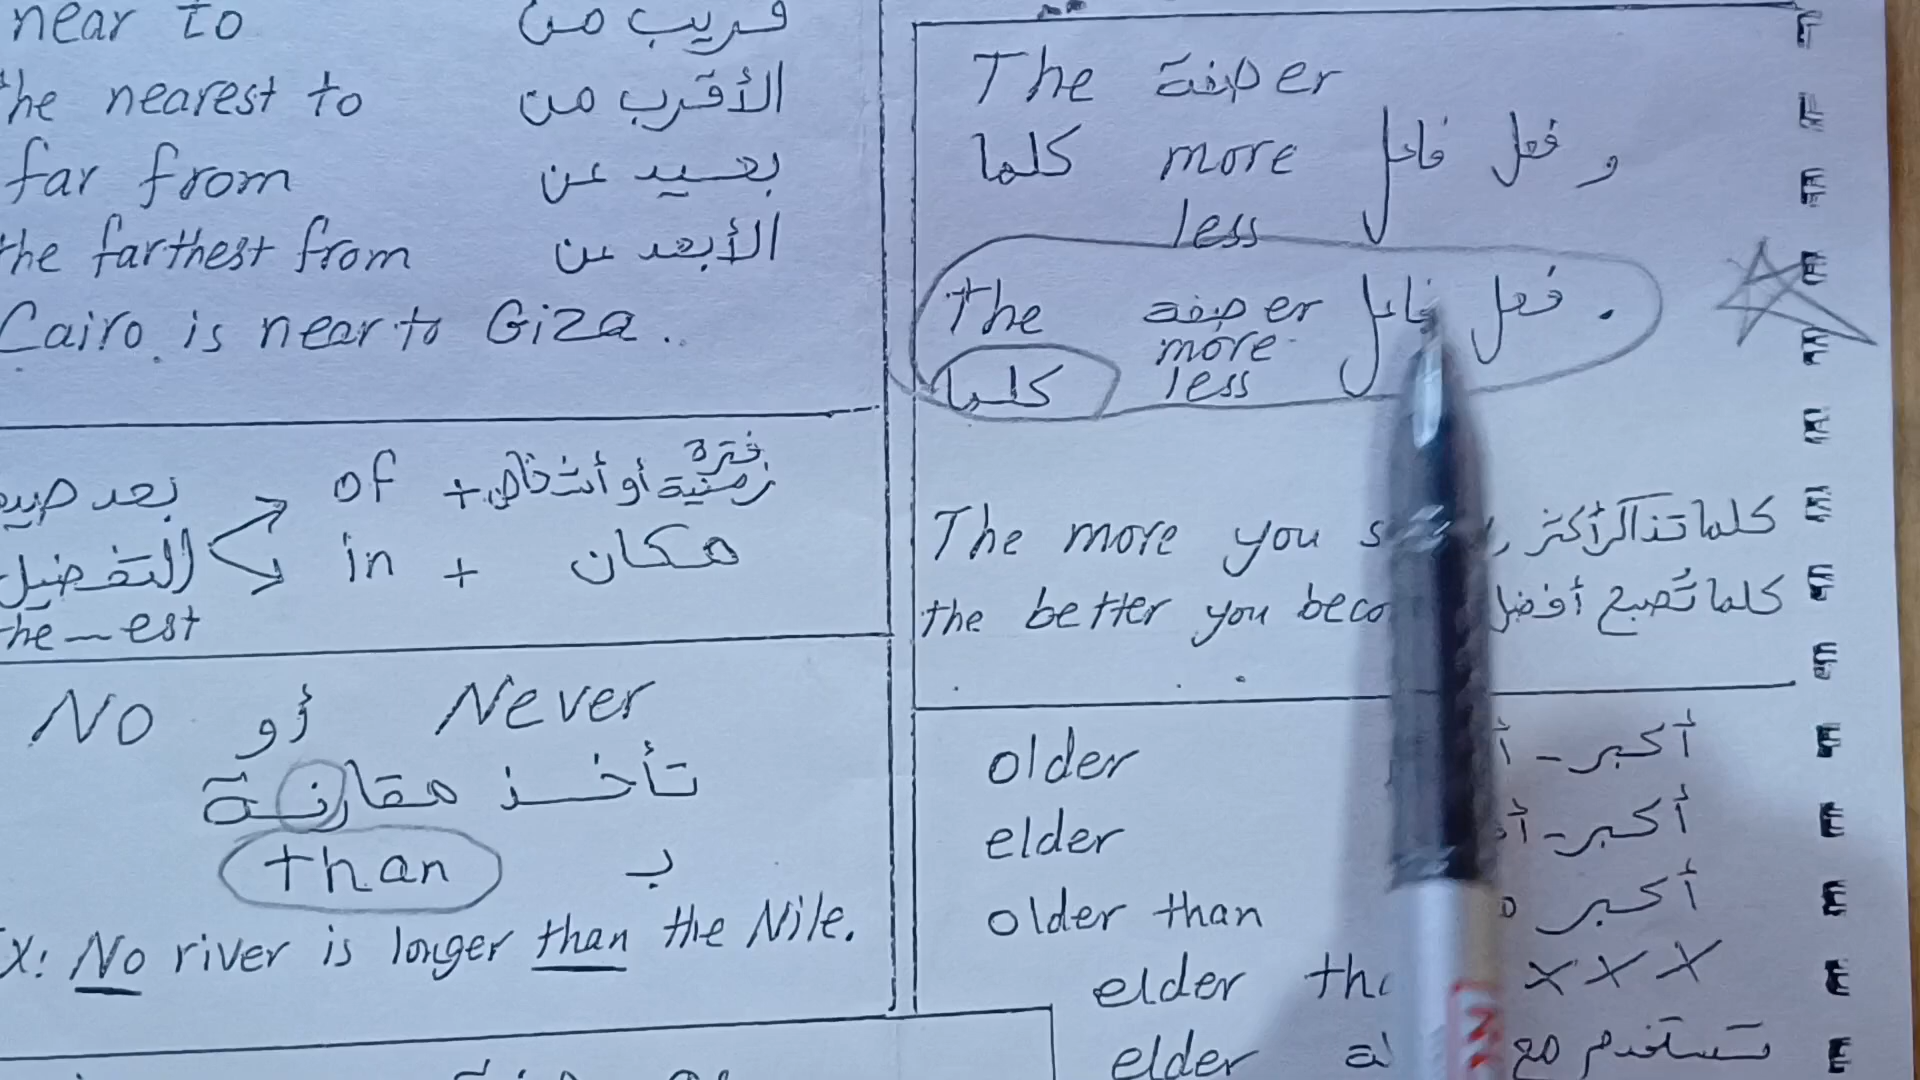 near to قريب من
the nearest to الأقرب من
far from بعيد عن
the farthest from الأبعد عن
Cairo is near to Giza.
of + فترة زمنية أو أشخاص
بعد صيغة التفضيل
in + مكان
the — est
No أو Never
تأخذ مقارنة
ب than
Ex: No river is longer than the Nile.
The صفة er
كلما more فاعل فعل و
less
The صفة er فاعل فعل .
more
كلما less
The more you كلما تذاكر أكثر
the better you كلما تُصبح أفضل
older أكبر -
elder أكبر -
older than أكبر
elder xxx
elder تستخدم مع